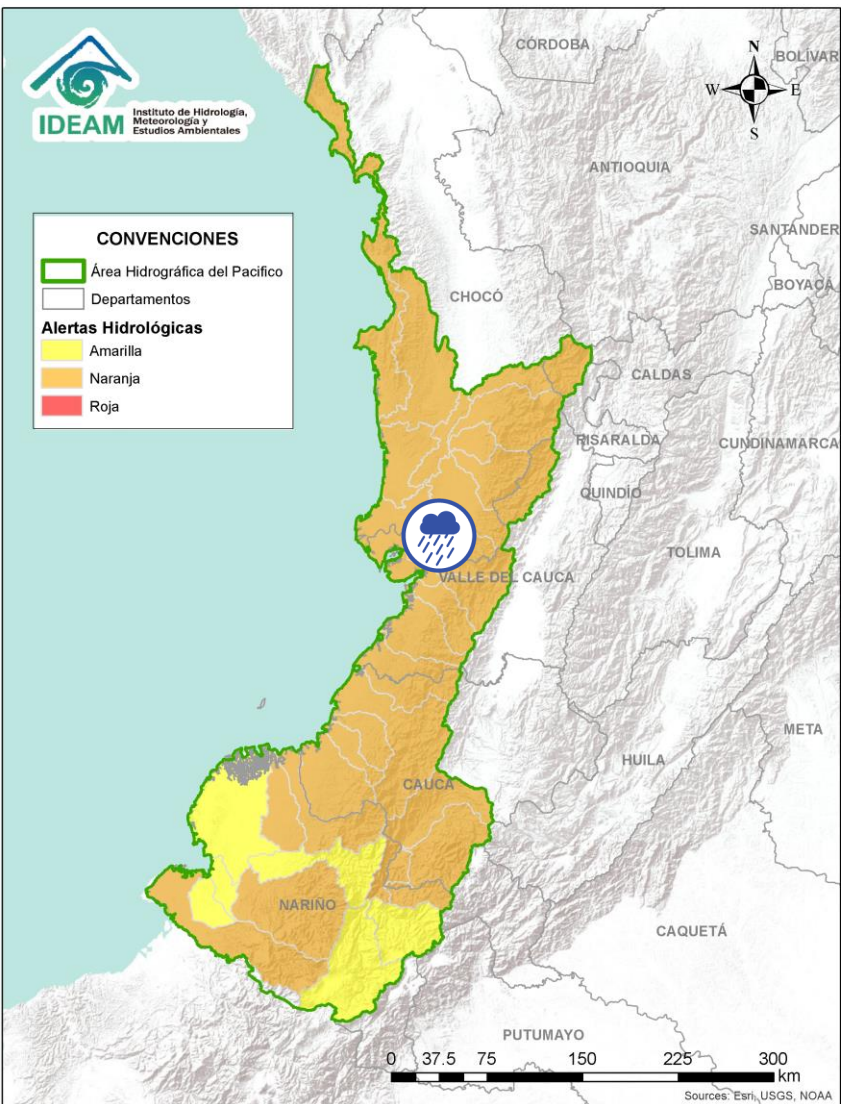 IDEAM
Instituto de Hidrología,
Meteorología y
Estudios Ambientales
CONVENCIONES
Área Hidrográfica del Pacifico
Departamentos
Alertas Hidrológicas
Amarilla
Naranja
Roja
N
W E
S
CÓRDOBA
BOLÍVAR
ANTIOQUIA
SANTANDER
BOYACÁ
CHOCÓ
CALDAS
RISARALDA
CUNDINAMARCA
QUINDÍO
TOLIMA
VALLE DEL CAUCA
META
HUILA
CAUCA
NARIÑO
CAQUETÁ
PUTUMAYO
0 37.5 75 150 225 300
km
Sources: Esri, USGS, NOAA